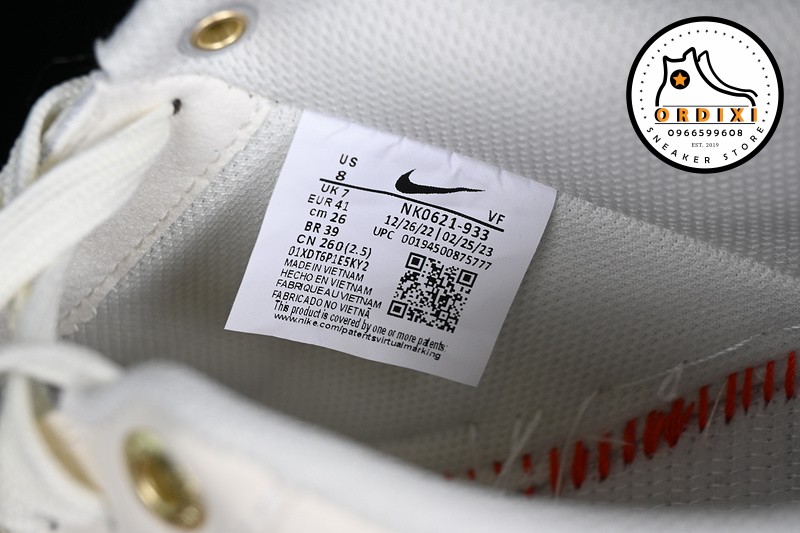 US
8
UK 7
EUR 41
cm 26
BR 39
CN 260(2.5)
01XDT6P1E5KY2
MADE IN VIETNAM
HECHO EN VIETNAM
FABRIQUE AU VIETNAM
FABRICADO NO VIETNÃ
This product is covered by one or more patents:
www.nike.com/patentsvirtualmarking
NK0621-933
VF
12/26/22 | 02/25/23
UPC 00194500875777
ORDIXI
0966599608
EST. 2019
SNEAKER STORE